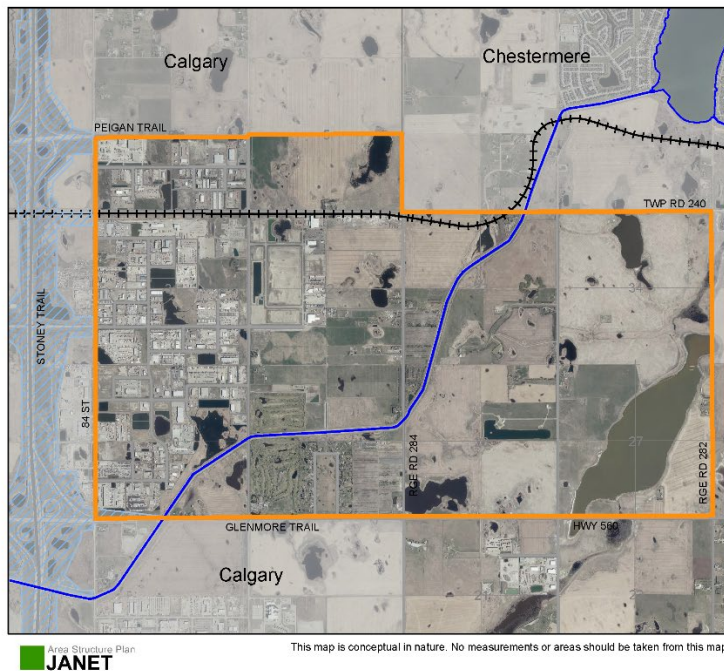 Calgary
Chestermere
PEIGAN TRAIL
TWP RD 240
34
STONEY TRAIL
84 ST
RGE RD 284
27
RGE RD 282
GLENMORE TRAIL
HWY 560
Calgary
Area Structure Plan
JANET
This map is conceptual in nature. No measurements or areas should be taken from this map